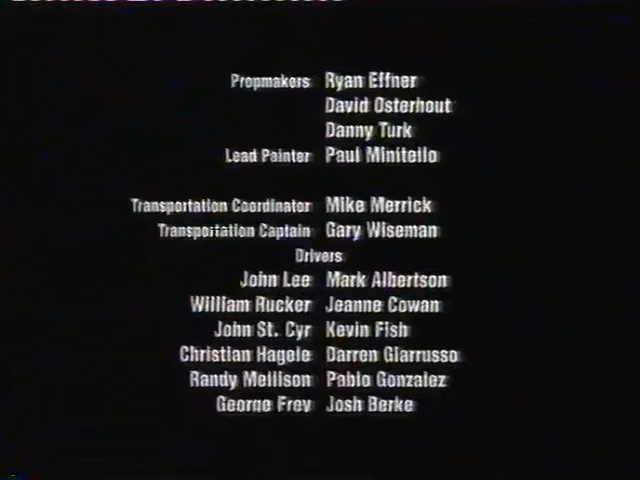 Propmakers Ryan Effner
David Osterhout
Danny Turk
Lead Painter Paul Minitello
Transportation Coordinator Mike Merrick
Transportation Captain Gary Wiseman
Drivers
John Lee Mark Albertson
William Rucker Jeanne Cowan
John St. Cyr Kevin Fish
Christian Hagele Darren Giarrusso
Randy Mellison Pablo Gonzalez
George Frey Josh Berke